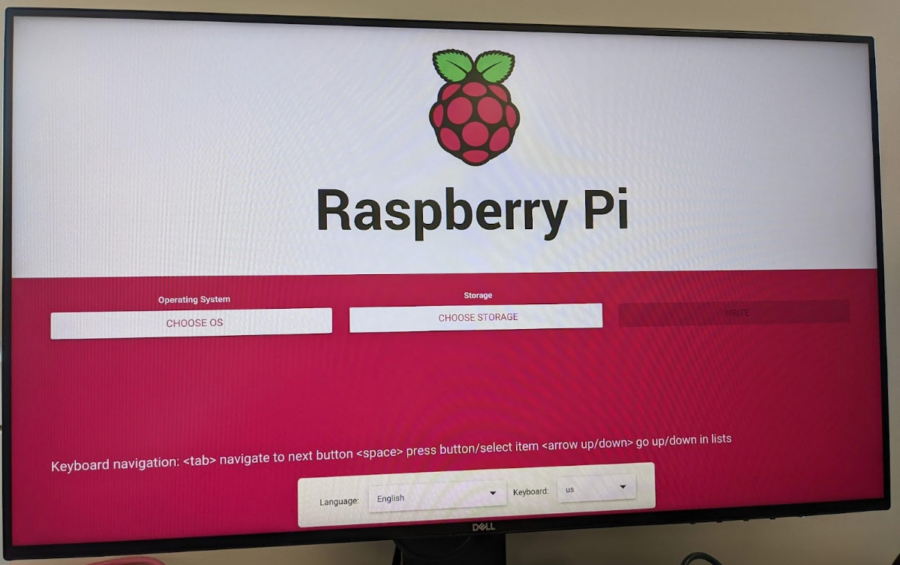 Raspberry Pi
Operating System
CHOOSE OS
Storage
CHOOSE STORAGE
WRITE
Keyboard navigation: <tab> navigate to next button <space> press button/select item <arrow up/down> go up/down in lists
Language: English
Keyboard: us
DELL